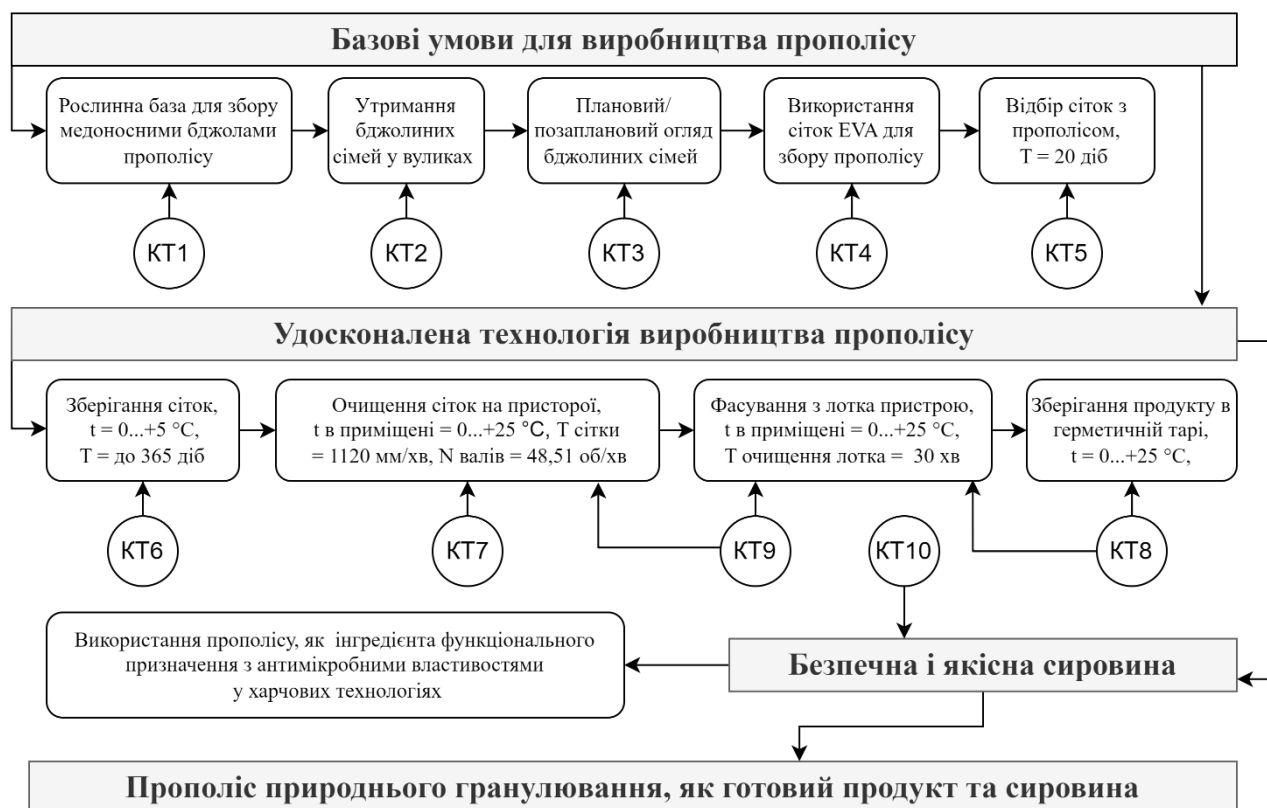 Базові умови для виробництва прополісу
Рослинна база для збору
медоносними бджолами
прополісу
Утримання
бджолиних
сімей у вуликах
Плановий/
позаплановий огляд
бджолиних сімей
Використання
сіток EVA для
збору прополісу
Відбір сіток з
прополісом,
Т = 20 діб
КТ1
КТ2
КТ3
КТ4
КТ5
Удосконалена технологія виробництва прополісу
Зберігання сіток,
t = 0...+5 °C,
Т = до 365 діб
Очищення сіток на присторої,
t в приміщені = 0...+25 °C, Т сітки
= 1120 мм/хв, N валів = 48,51 об/хв
Фасування з лотка пристрою,
t в приміщені = 0...+25 °C,
Т очищення лотка = 30 хв
Зберігання продукту в
герметичній тарі,
t = 0...+25 °C,
КТ6
КТ7
КТ9
КТ10
КТ8
Використання прополісу, як інгредієнта функціонального
призначення з антимікробними властивостями
у харчових технологіях
Безпечна і якісна сировина
Прополіс природнього гранулювання, як готовий продукт та сировина